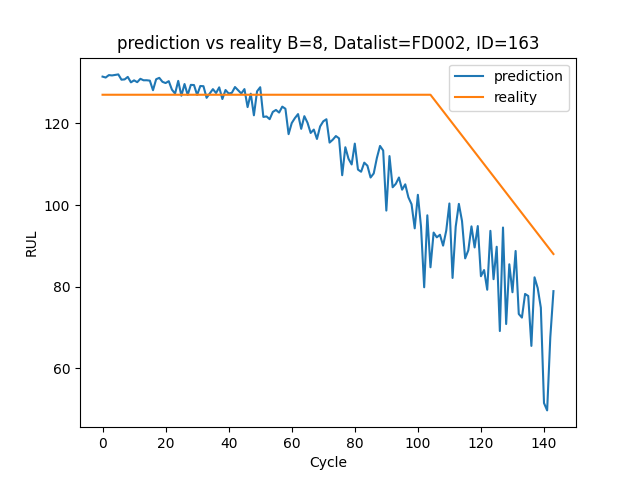 prediction vs reality B=8, Datalist=FD002, ID=163
prediction
reality
RUL
120
100
80
60
0 20 40 60 80 100 120 140
Cycle